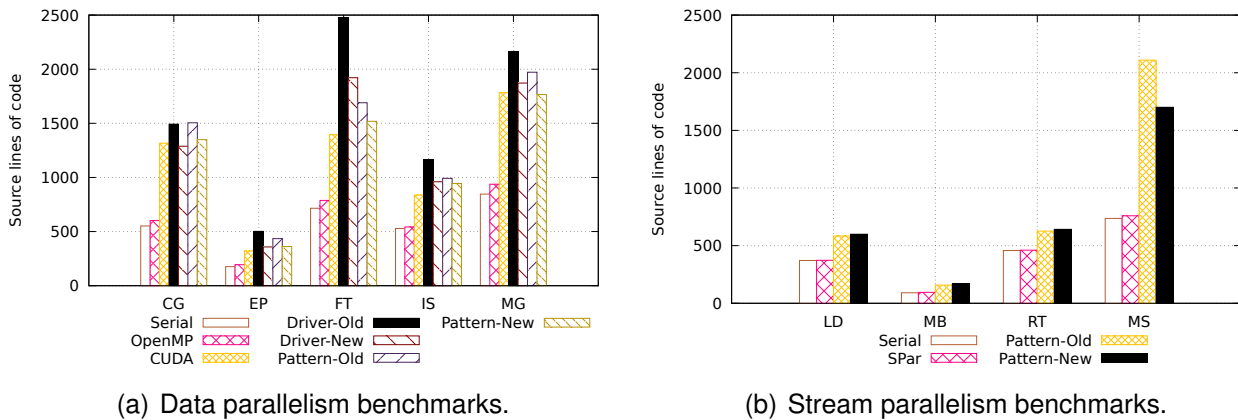 2500
2000
1500
1000
500
0
Source lines of code
CG EP FT IS MG
Serial Driver-Old Pattern-New
OpenMP Driver-New
CUDA Pattern-Old
(a) Data parallelism benchmarks.
2500
2000
1500
1000
500
0
Source lines of code
LD MB RT MS
Serial Pattern-Old
SPar Pattern-New
(b) Stream parallelism benchmarks.